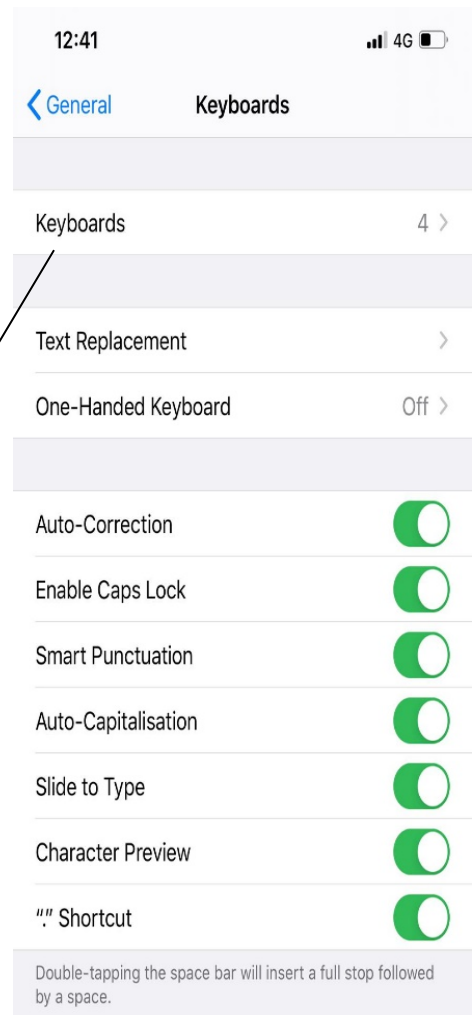 12:41 4G
General Keyboards
Keyboards 4
Text Replacement
One-Handed Keyboard Off
Auto-Correction
Enable Caps Lock
Smart Punctuation
Auto-Capitalisation
Slide to Type
Character Preview
“.” Shortcut
Double-tapping the space bar will insert a full stop followed
by a space.